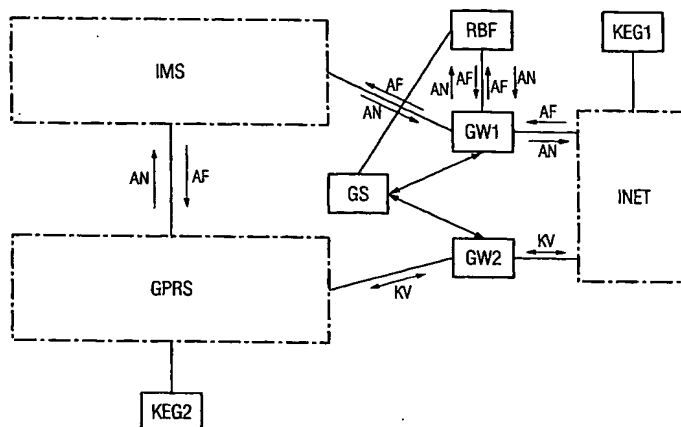 RBF
KEG1
IMS
AF
AN
AN
AF
AF
AN
AF
GW1
AN
AN
AF
GS
INET
GPRS
GW2
KV
KV
KEG2